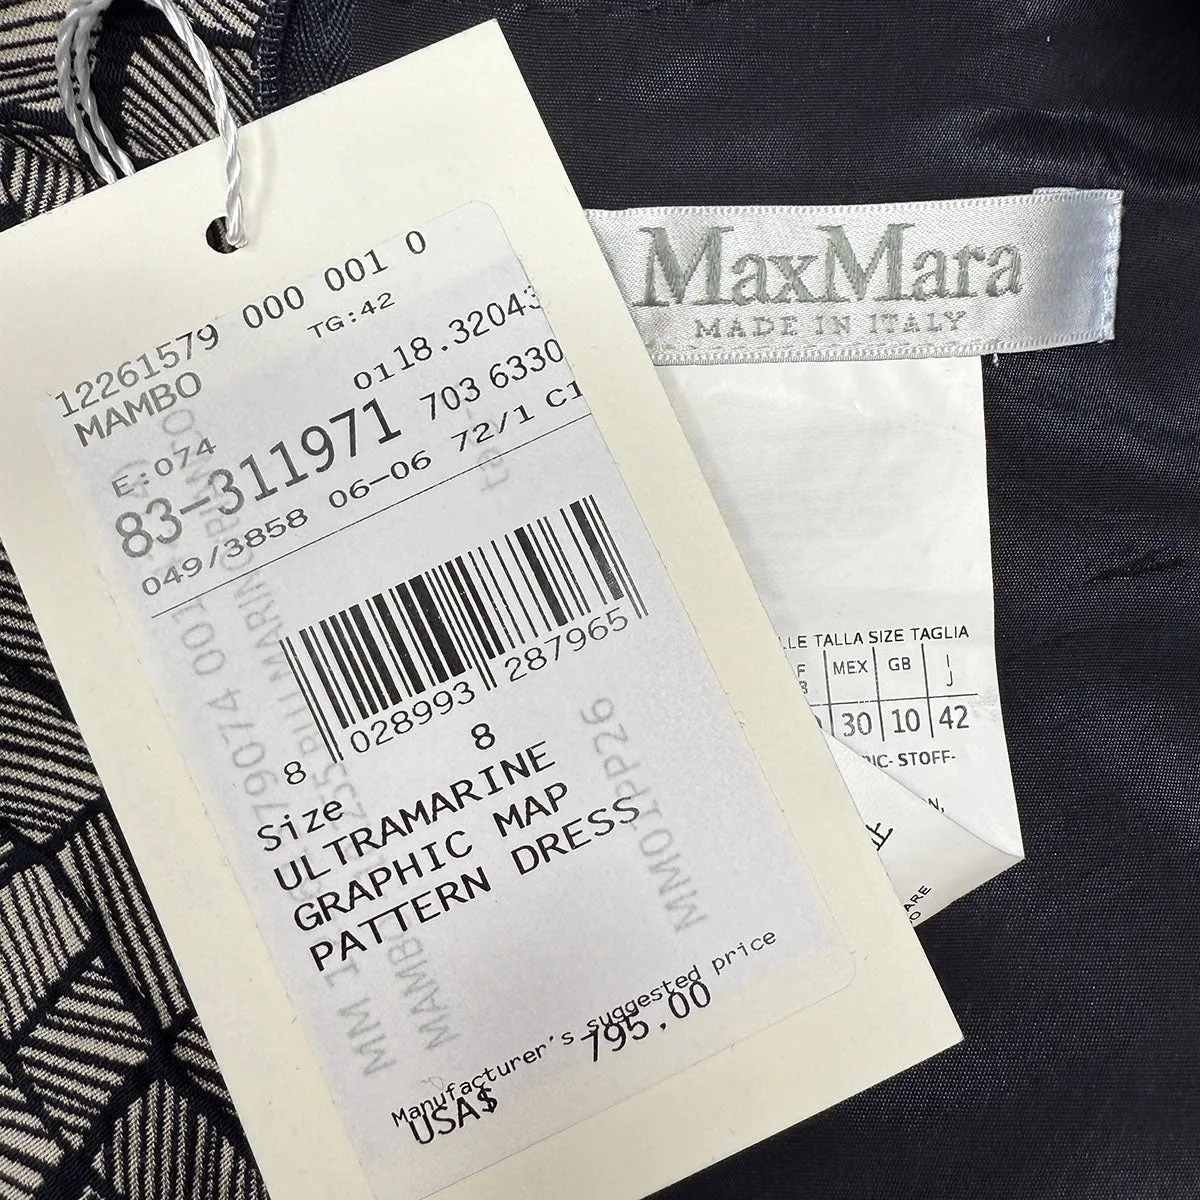 12261579 000 001 0
MAMBO
TG:42
E:074
0118.32043
83-311971 703 6330
049/3858 06-06 72/1 C1
8 028993 287965
Size 8
ULTRAMARINE
GRAPHIC MAP
PATTERN DRESS
MM01PP26
Manufacturer's suggested price
USA$ 795.00
MaxMara
MADE IN ITALY
TALLA SIZE TAGLIA
MEX GB I
J
30 10 42
STOFF-